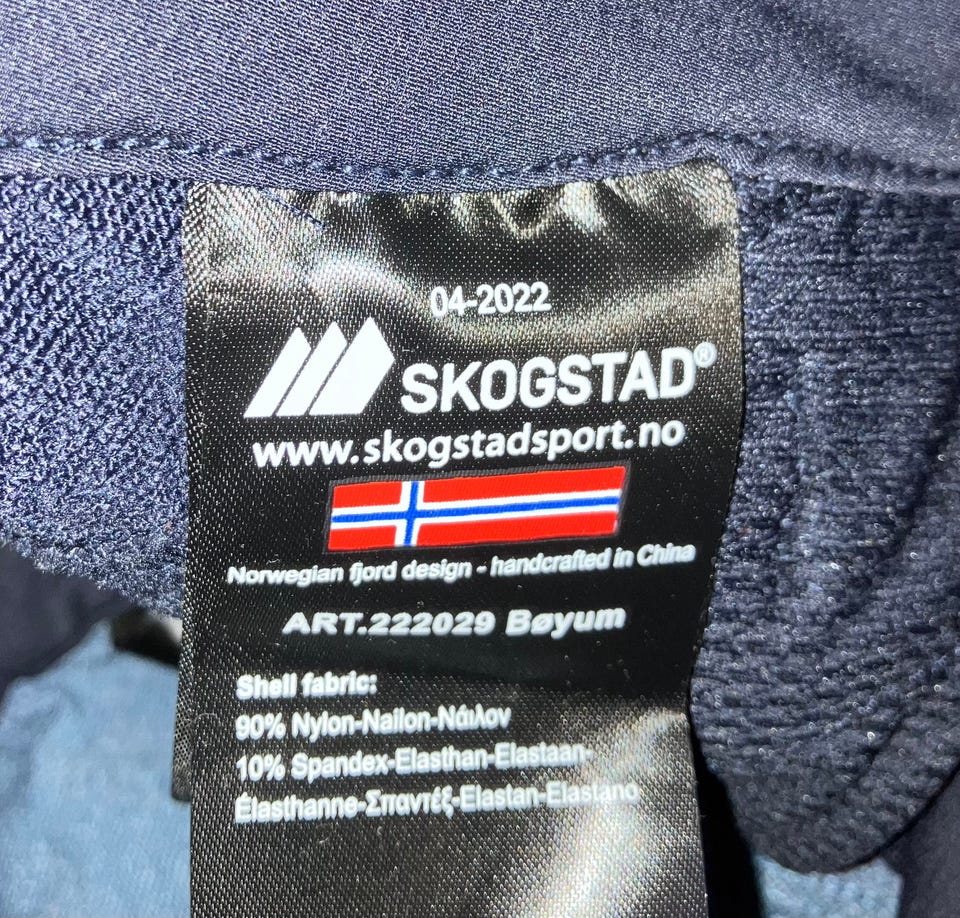 04-2022
SKOGSTAD®
www.skogstadsport.no
Norwegian fjord design - handcrafted in China
ART.222029 Bøyum
Shell fabric:
90% Nylon-Nailon-Νάιλον
10% Spandex-Elasthan-Elastaan-
Élasthanne-Σπαντέξ-Elastan-Elastano